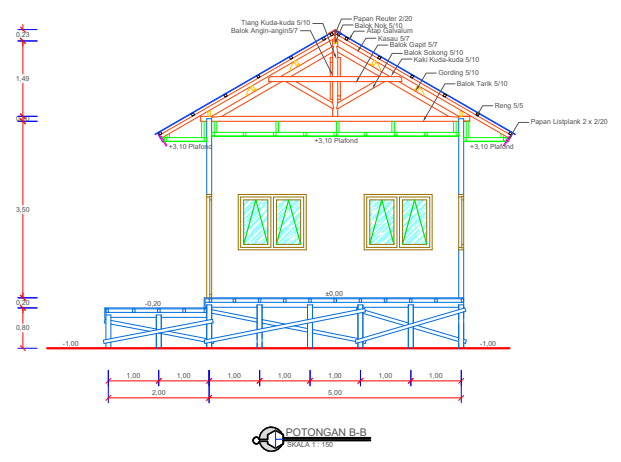 Tiang Kuda-kuda 5/10
Balok Angin-angin5/7
Papan Reuter 2/20
Balok Nok 5/10
Atap Galvalum
Kasau 5/7
Balok Gapit 5/7
Balok Sokong 5/10
Kaki Kuda-kuda 5/10
Gording 5/10
Balok Tarik 5/10
Reng 5/5
Papan Listplank 2 x 2/20
0,23
1,49
3,50
0,20
0,80
+3,10 Plafond
+3,10 Plafond
+3,10 Plafond
-0,20
±0,00
-1,00
-1,00
1,00 1,00 1,00 1,00 1,00 1,00 1,00
2,00 5,00
POTONGAN B-B
SKALA 1 : 150